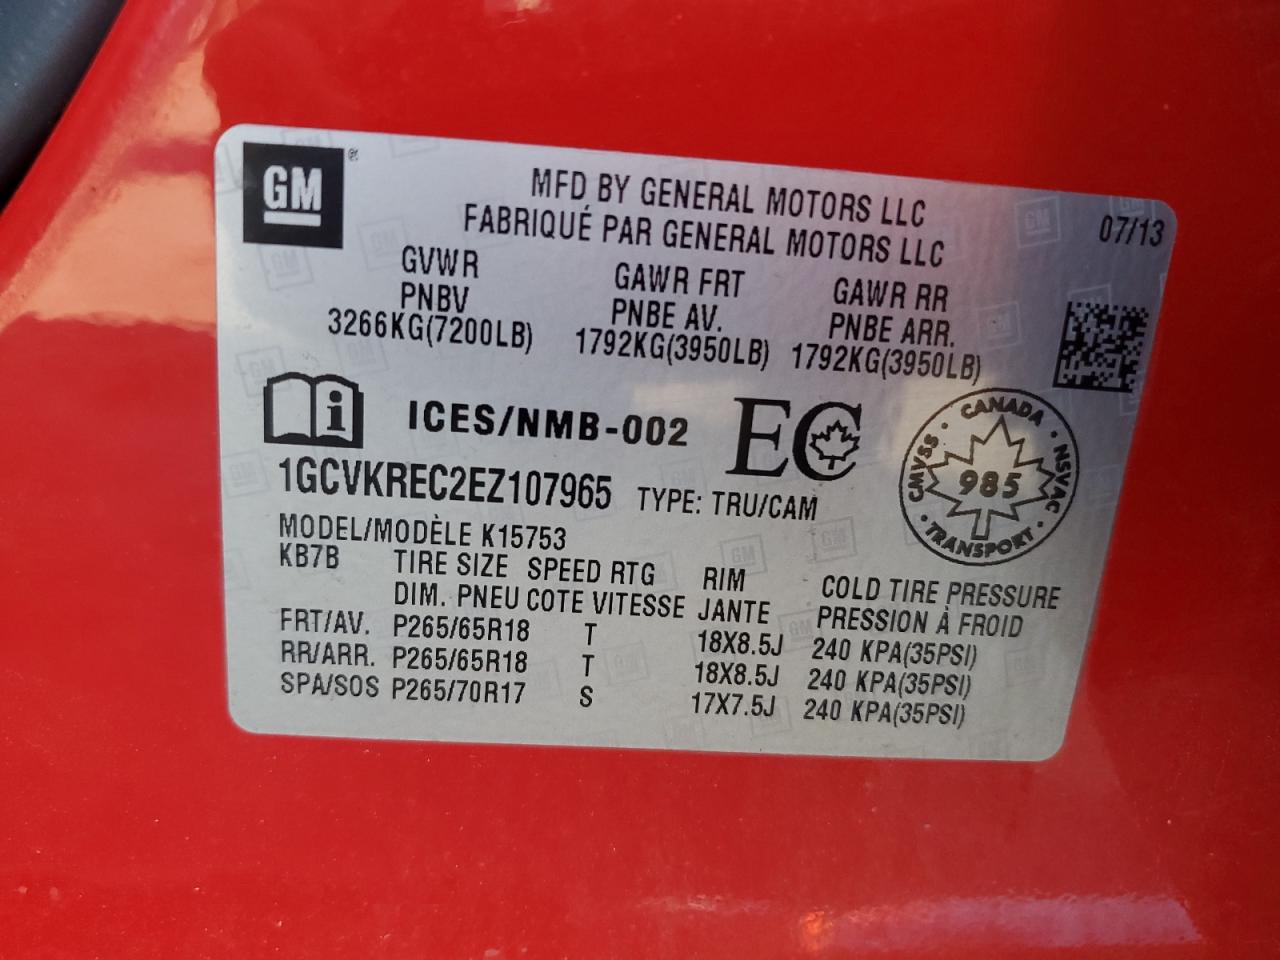 GM®
MFD BY GENERAL MOTORS LLC
FABRIQUÉ PAR GENERAL MOTORS LLC
07/13
GVWR GAWR FRT GAWR RR
PNBV PNBE AV. PNBE ARR.
3266KG(7200LB) 1792KG(3950LB) 1792KG(3950LB)
i ICES/NMB-002 EC
CANADA
CMVSS · 985 · NSVAC
TRANSPORT
1GCVKREC2EZ107965 TYPE: TRU/CAM
MODEL/MODÈLE K15753
KB7B TIRE SIZE SPEED RTG RIM COLD TIRE PRESSURE
DIM. PNEU COTE VITESSE JANTE PRESSION À FROID
FRT/AV. P265/65R18 T 18X8.5J 240 KPA(35PSI)
RR/ARR. P265/65R18 T 18X8.5J 240 KPA(35PSI)
SPA/SOS P265/70R17 S 17X7.5J 240 KPA(35PSI)